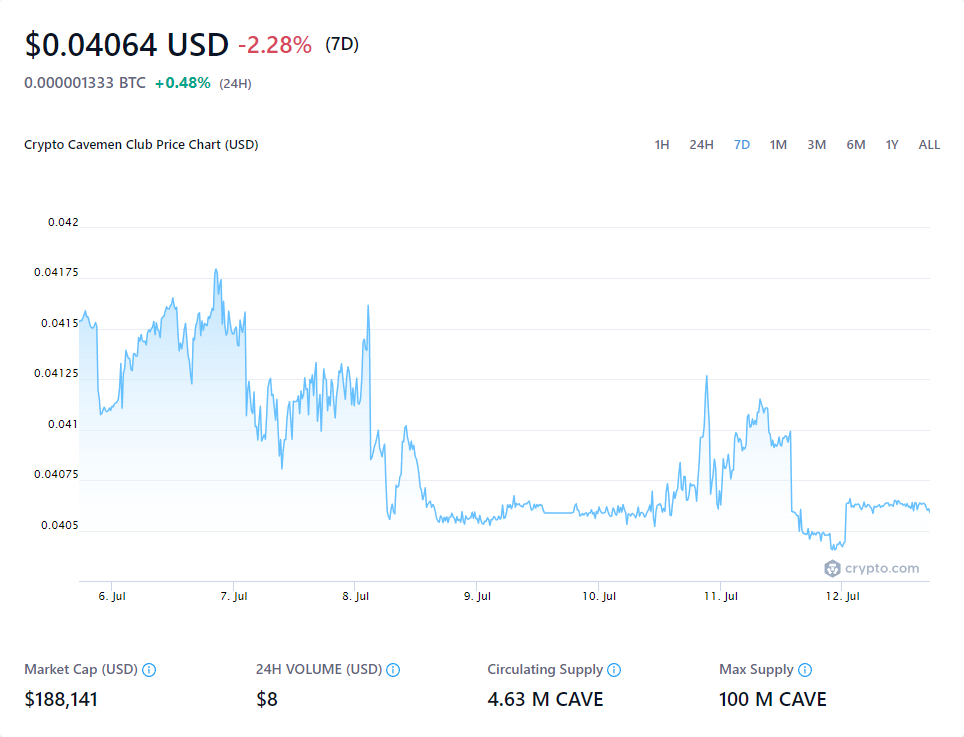 $0.04064 USD -2.28% (7D)
0.000001333 BTC +0.48% (24H)
Crypto Cavemen Club Price Chart (USD)
1H 24H 7D 1M 3M 6M 1Y ALL
0.042
0.04175
0.0415
0.04125
0.041
0.04075
0.0405
crypto.com
6. Jul 7. Jul 8. Jul 9. Jul 10. Jul 11. Jul 12. Jul
Market Cap (USD) 24H VOLUME (USD) Circulating Supply Max Supply
$188,141 $8 4.63 M CAVE 100 M CAVE